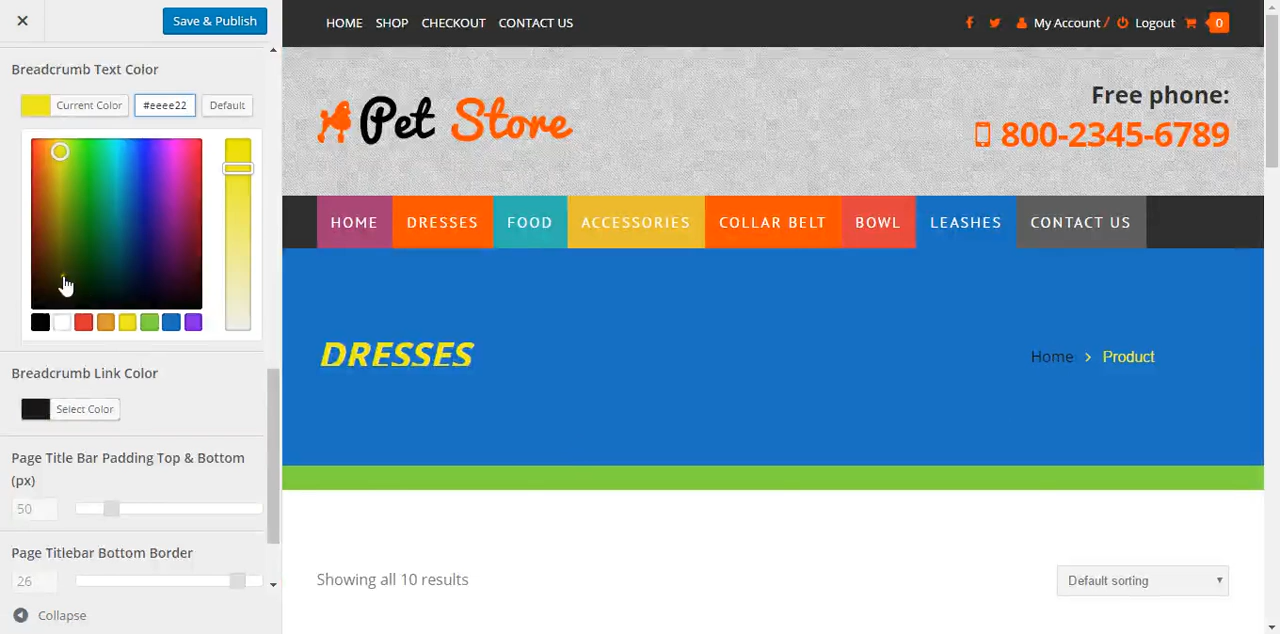 Save & Publish
HOME SHOP CHECKOUT CONTACT US
My Account / Logout 0
Breadcrumb Text Color
Current Color #eeee22 Default
Pet Store
Free phone:
800-2345-6789
HOME DRESSES FOOD ACCESSORIES COLLAR BELT BOWL LEASHES CONTACT US
DRESSES
Home > Product
Breadcrumb Link Color
Select Color
Page Title Bar Padding Top & Bottom
(px)
50
Page Titlebar Bottom Border
26
Showing all 10 results
Default sorting
Collapse